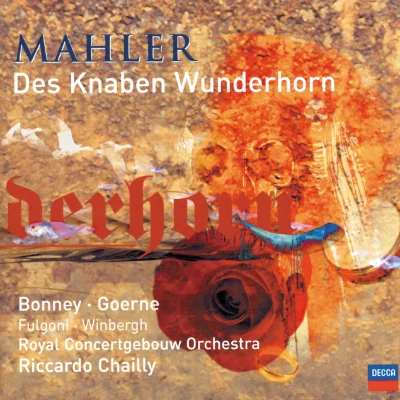 MAHLER
Des Knaben Wunderhorn
derhorn
Bonney · Goerne
Fulgoni · Winbergh
Royal Concertgebouw Orchestra
Riccardo Chailly
DECCA